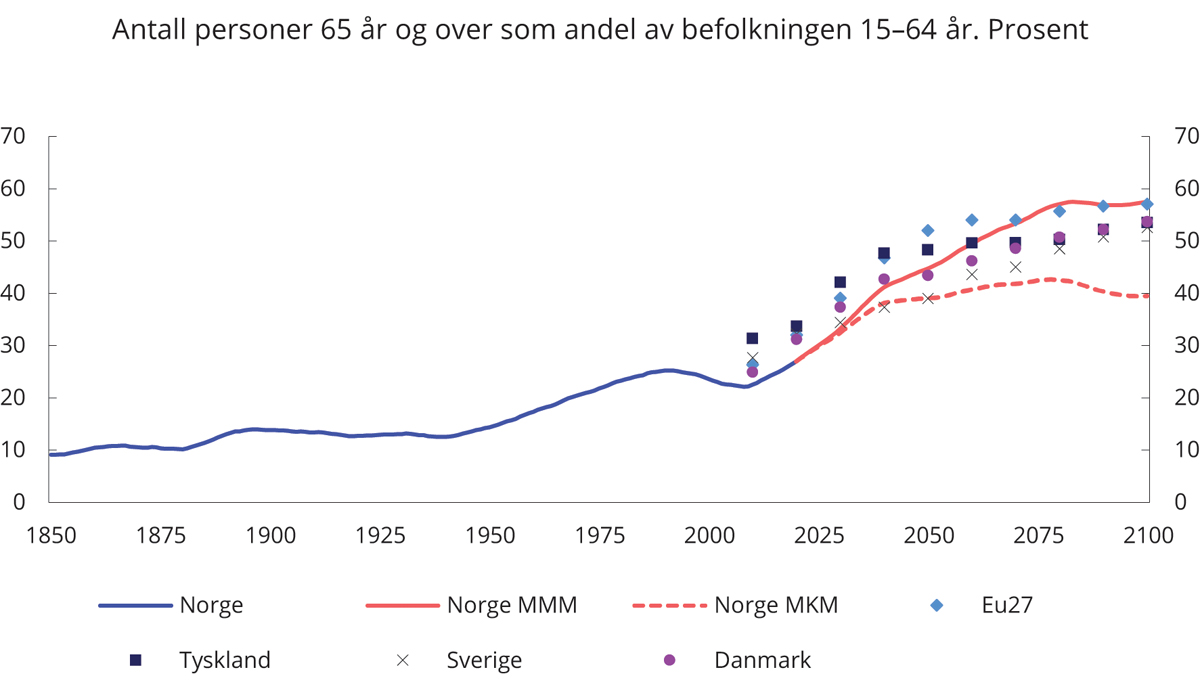 Antall personer 65 år og over som andel av befolkningen 15–64 år. Prosent
70 70
60 60
50 50
40 40
30 30
20 20
10 10
0 0
1850 1875 1900 1925 1950 1975 2000 2025 2050 2075 2100
Norge Norge MMM Norge MKM Eu27
Tyskland Sverige Danmark